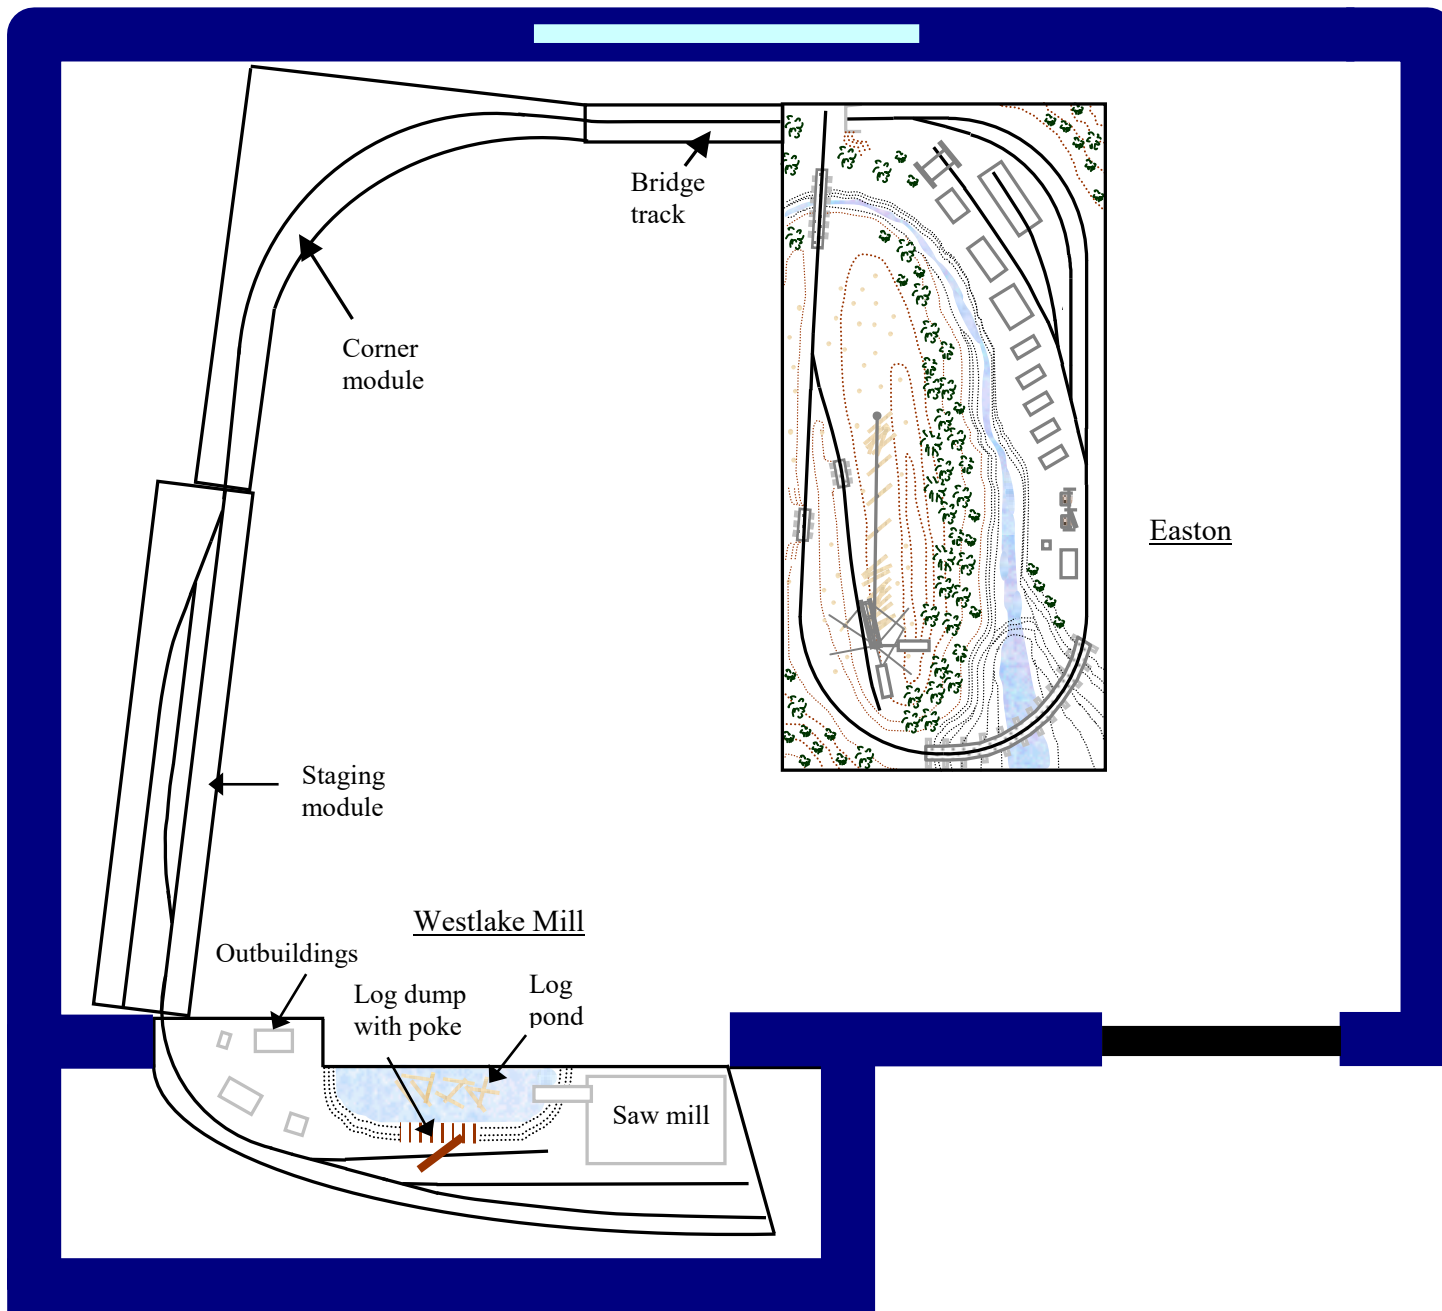 Bridge
track
Corner
module
Easton
Staging
module
Westlake Mill
Outbuildings
Log dump
with poke
Log
pond
Saw mill